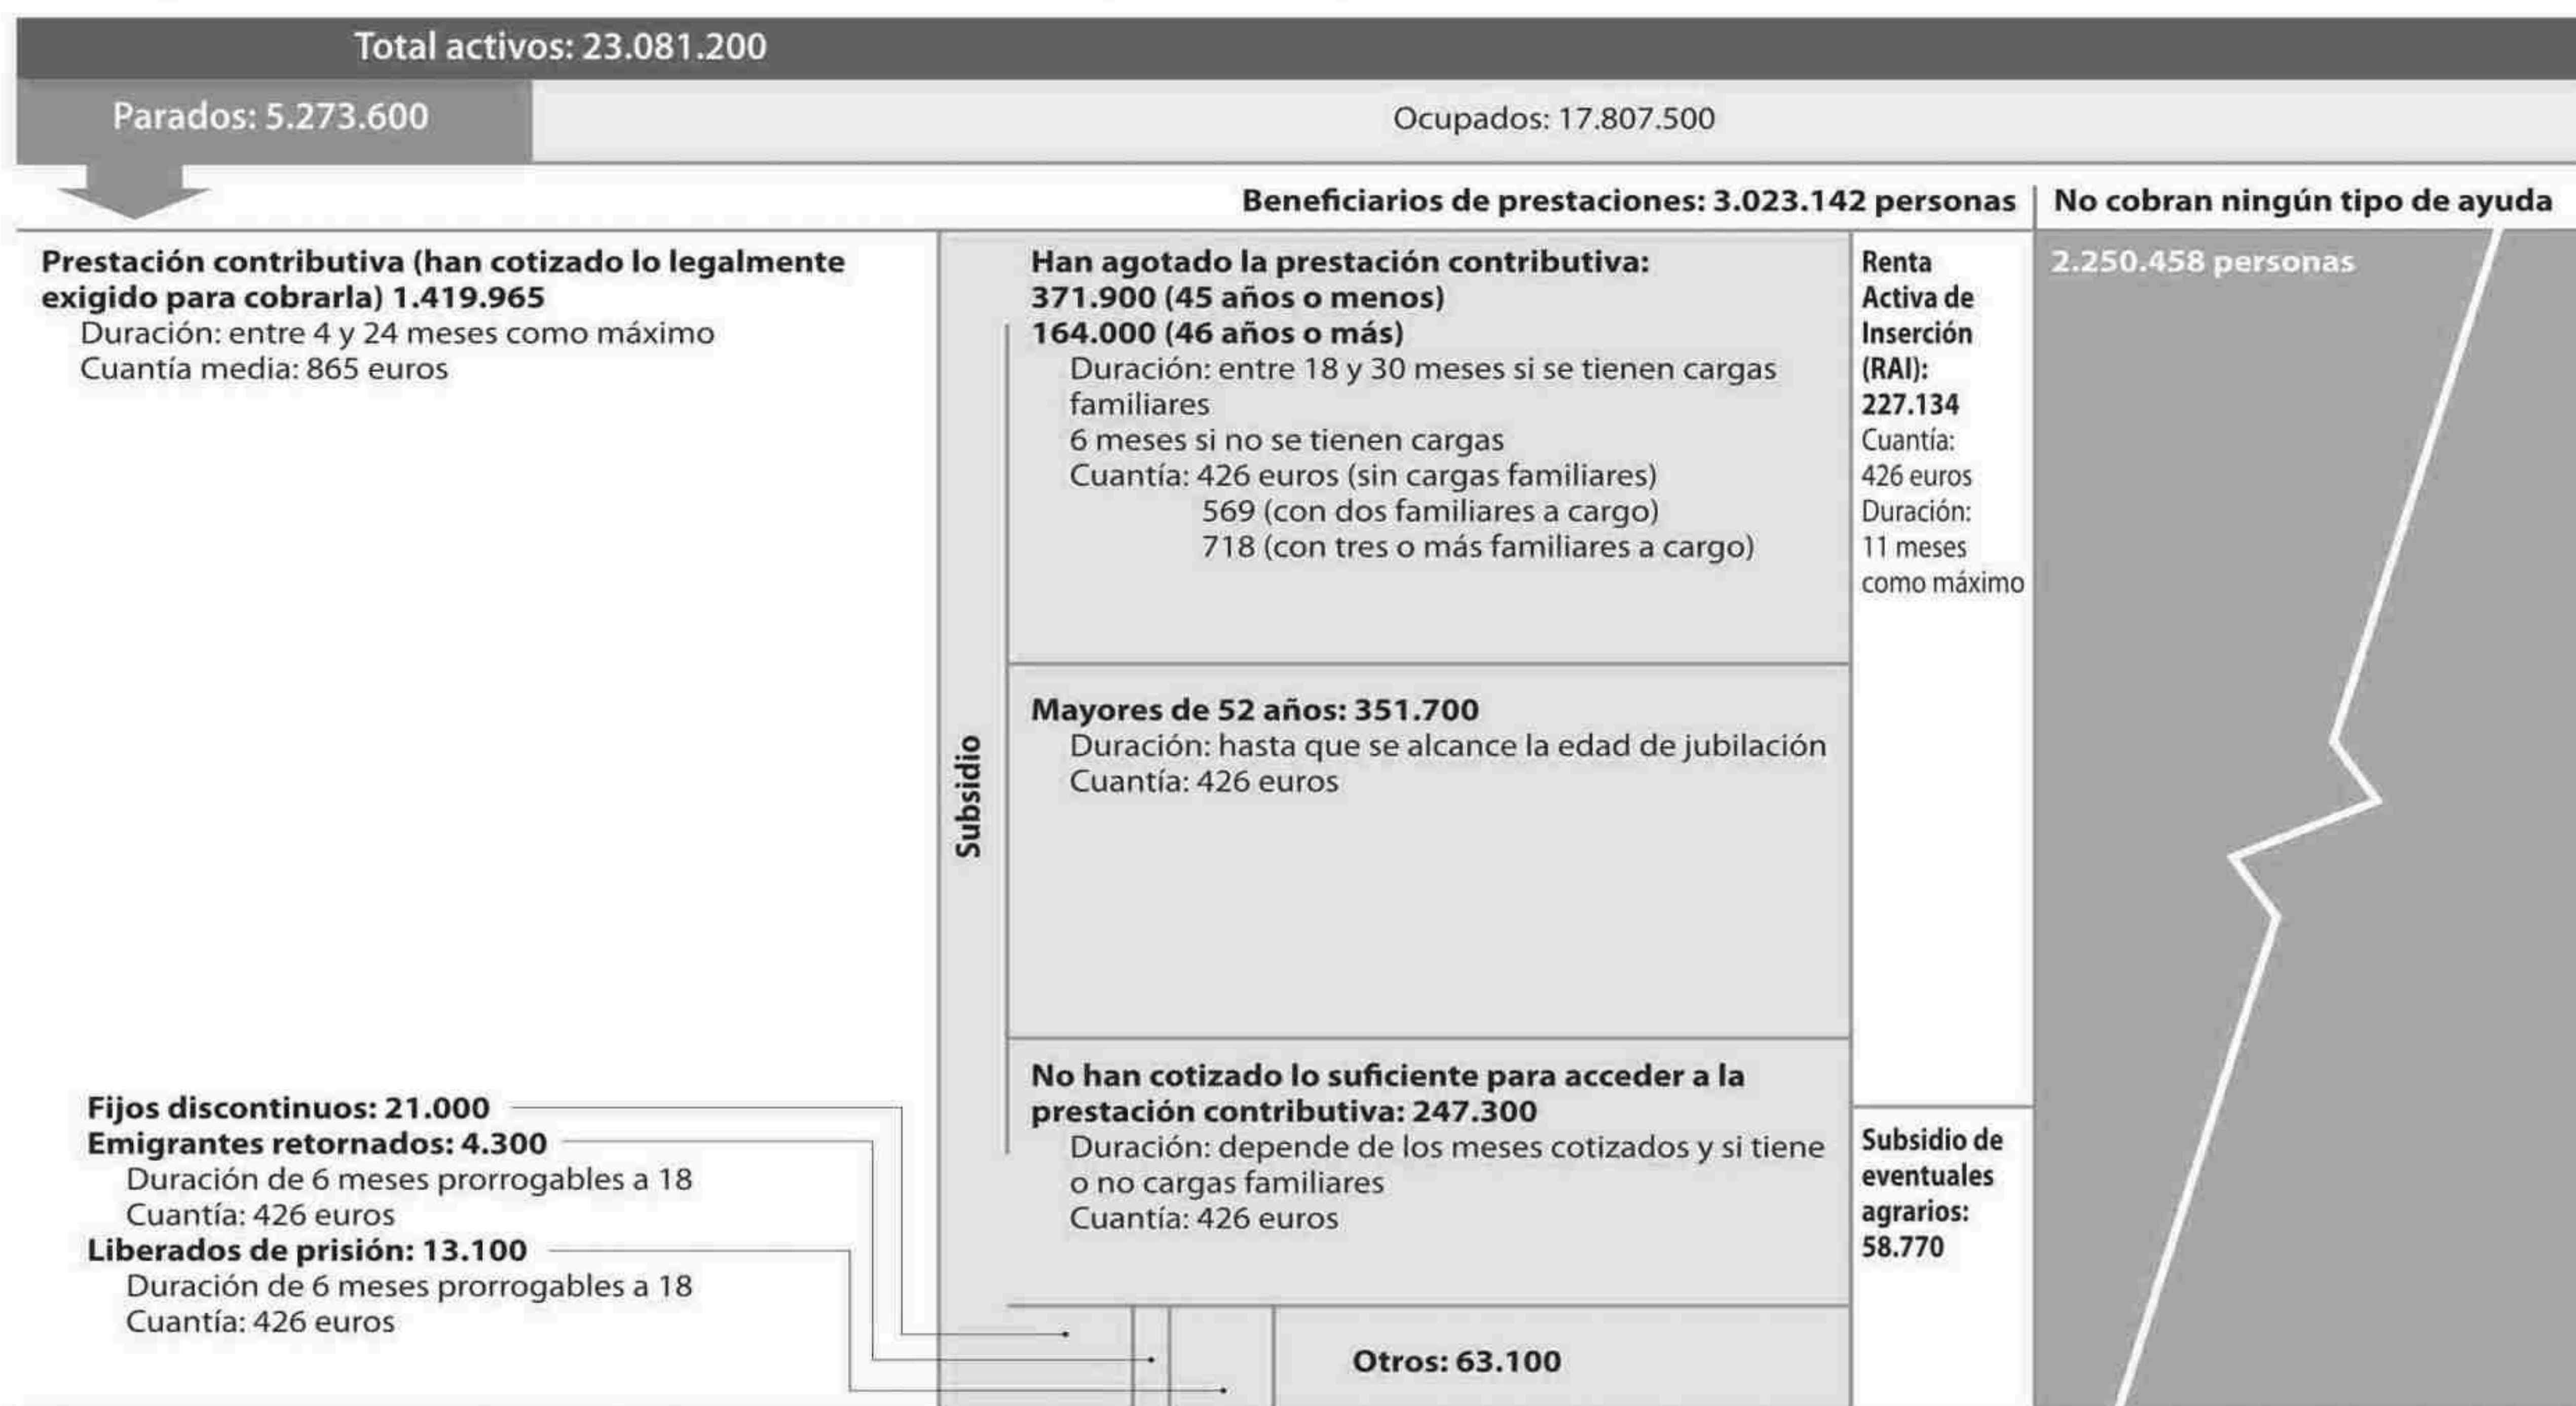 Total activos: 23.081.200
Parados: 5.273.600
Ocupados: 17.807.500
Beneficiarios de prestaciones: 3.023.142 personas
No cobran ningún tipo de ayuda
Prestación contributiva (han cotizado lo legalmente
exigido para cobrarla) 1.419.965
Duración: entre 4 y 24 meses como máximo
Cuantía media: 865 euros
Fijos discontinuos: 21.000
Emigrantes retornados: 4.300
Duración de 6 meses prorrogables a 18
Cuantía: 426 euros
Liberados de prisión: 13.100
Duración de 6 meses prorrogables a 18
Cuantía: 426 euros
Subsidio
Han agotado la prestación contributiva:
371.900 (45 años o menos)
164.000 (46 años o más)
Duración: entre 18 y 30 meses si se tienen cargas
familiares
6 meses si no se tienen cargas
Cuantía: 426 euros (sin cargas familiares)
569 (con dos familiares a cargo)
718 (con tres o más familiares a cargo)
Mayores de 52 años: 351.700
Duración: hasta que se alcance la edad de jubilación
Cuantía: 426 euros
No han cotizado lo suficiente para acceder a la
prestación contributiva: 247.300
Duración: depende de los meses cotizados y si tiene
o no cargas familiares
Cuantía: 426 euros
Otros: 63.100
Renta
Activa de
Inserción
(RAI):
227.134
Cuantía:
426 euros
Duración:
11 meses
como máximo
Subsidio de
eventuales
agrarios:
58.770
2.250.458 personas